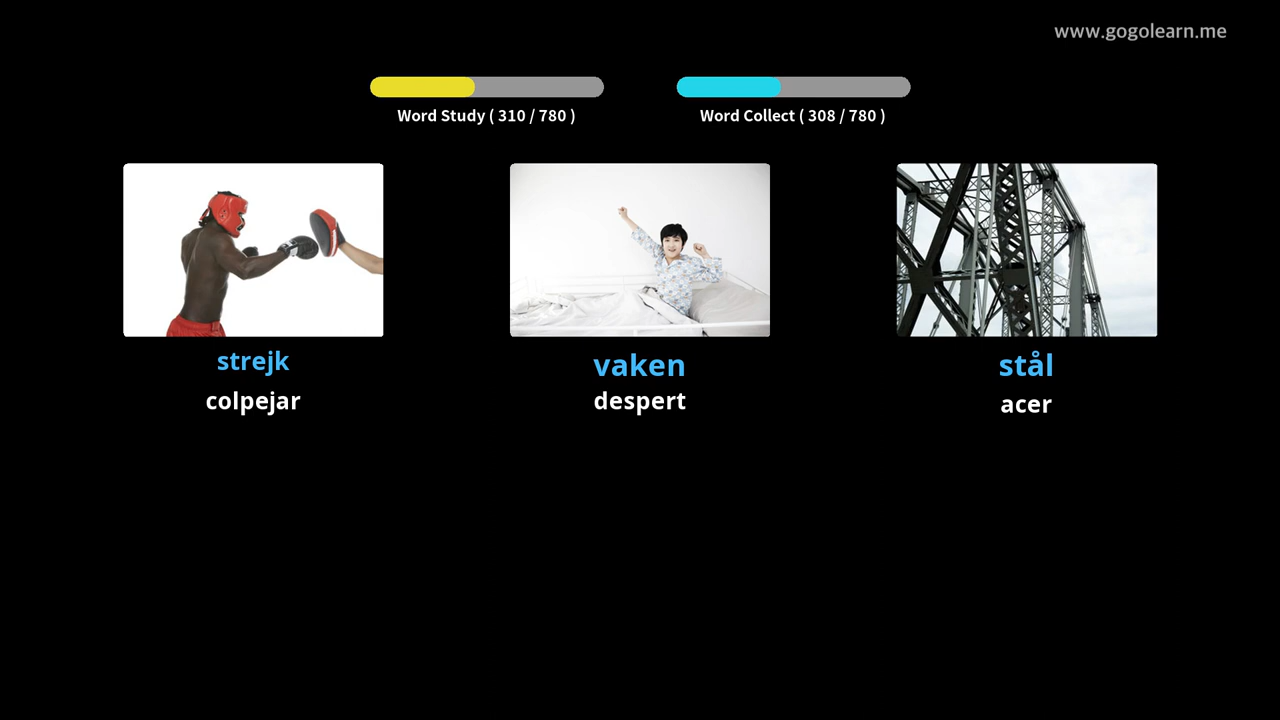 www.gogolearn.me
Word Study ( 310 / 780 )
Word Collect ( 308 / 780 )
strejk
colpejar
vaken
despert
stål
acer